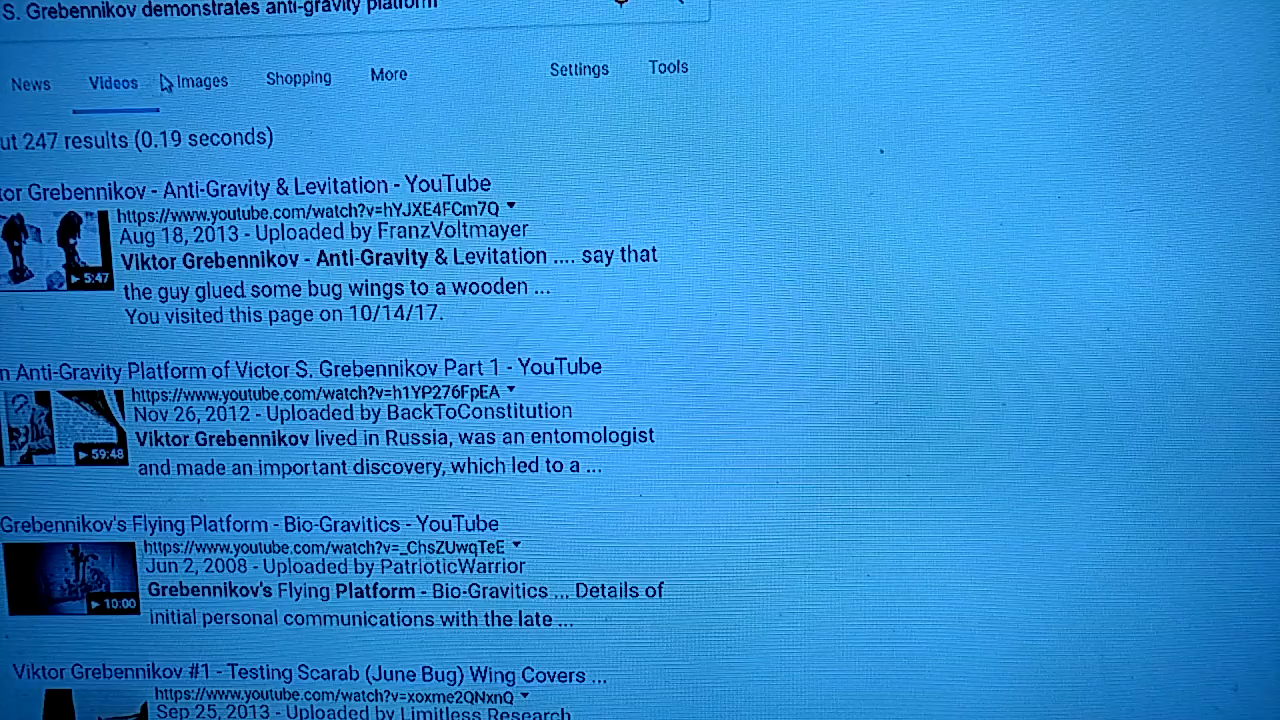 S. Grebennikov demonstrates anti-gravity platform
News Videos Images Shopping More Settings Tools
ut 247 results (0.19 seconds)
tor Grebennikov - Anti-Gravity & Levitation - YouTube
https://www.youtube.com/watch?v=hYJXE4FCm7Q
5:47
Aug 18, 2013 - Uploaded by FranzVoltmayer
Viktor Grebennikov - Anti-Gravity & Levitation .... say that
the guy glued some bug wings to a wooden ...
You visited this page on 10/14/17.
n Anti-Gravity Platform of Victor S. Grebennikov Part 1 - YouTube
https://www.youtube.com/watch?v=h1YP276FpEA
59:48
Nov 26, 2012 - Uploaded by BackToConstitution
Viktor Grebennikov lived in Russia, was an entomologist
and made an important discovery, which led to a ...
Grebennikov's Flying Platform - Bio-Gravitics - YouTube
https://www.youtube.com/watch?v=_ChsZUwqTeE
10:00
Jun 2, 2008 - Uploaded by PatrioticWarrior
Grebennikov's Flying Platform - Bio-Gravitics ... Details of
initial personal communications with the late ...
Viktor Grebennikov #1 - Testing Scarab (June Bug) Wing Covers ...
https://www.youtube.com/watch?v=xoxme2QNxnQ
Sep 25, 2013 - Uploaded by Limitless Research